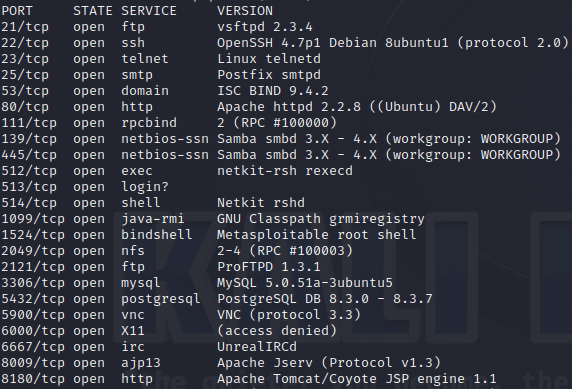 PORT STATE SERVICE VERSION
21/tcp open ftp vsftpd 2.3.4
22/tcp open ssh OpenSSH 4.7p1 Debian 8ubuntu1 (protocol 2.0)
23/tcp open telnet Linux telnetd
25/tcp open smtp Postfix smtpd
53/tcp open domain ISC BIND 9.4.2
80/tcp open http Apache httpd 2.2.8 ((Ubuntu) DAV/2)
111/tcp open rpcbind 2 (RPC #100000)
139/tcp open netbios-ssn Samba smbd 3.X - 4.X (workgroup: WORKGROUP)
445/tcp open netbios-ssn Samba smbd 3.X - 4.X (workgroup: WORKGROUP)
512/tcp open exec netkit-rsh rexecd
513/tcp open login?
514/tcp open shell Netkit rshd
1099/tcp open java-rmi GNU Classpath grmiregistry
1524/tcp open bindshell Metasploitable root shell
2049/tcp open nfs 2-4 (RPC #100003)
2121/tcp open ftp ProFTPD 1.3.1
3306/tcp open mysql MySQL 5.0.51a-3ubuntu5
5432/tcp open postgresql PostgreSQL DB 8.3.0 - 8.3.7
5900/tcp open vnc VNC (protocol 3.3)
6000/tcp open X11 (access denied)
6667/tcp open irc UnrealIRCd
8009/tcp open ajp13 Apache Jserv (Protocol v1.3)
8180/tcp open http Apache Tomcat/Coyote JSP engine 1.1